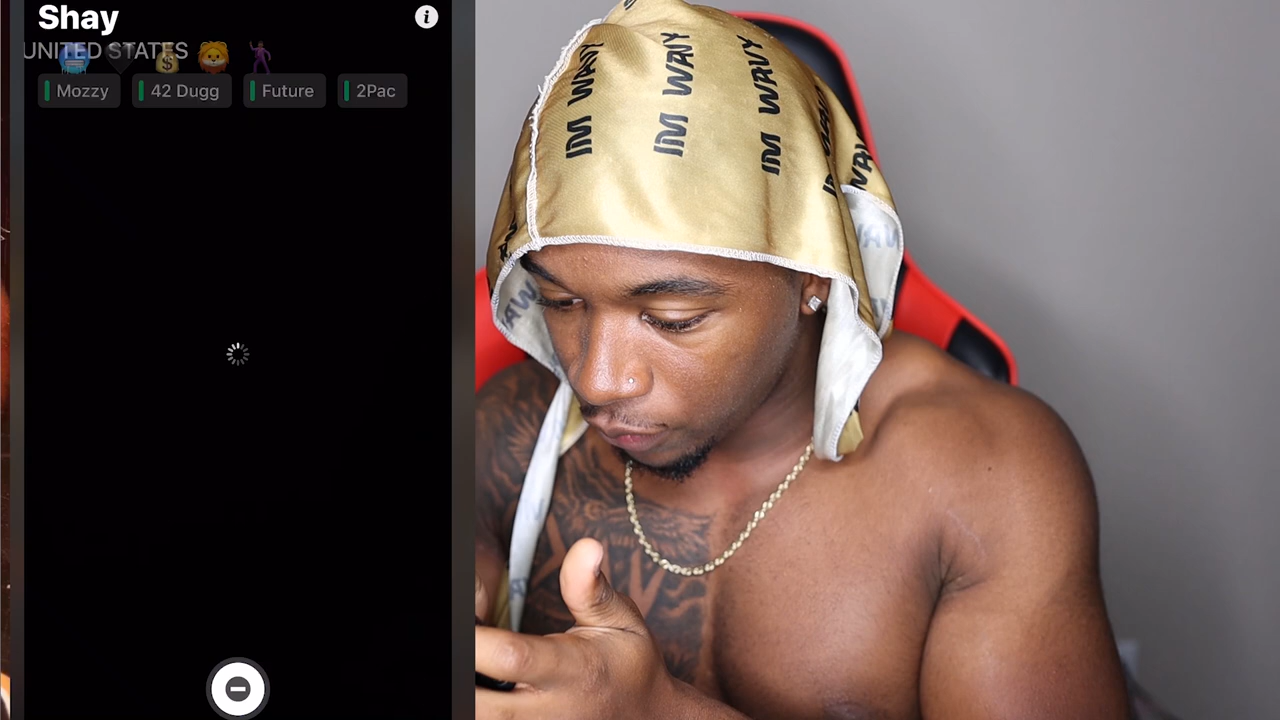 Shay
UNITED STATES
Mozzy 42 Dugg Future 2Pac
IM WAVY IM WAVY IM WAVY